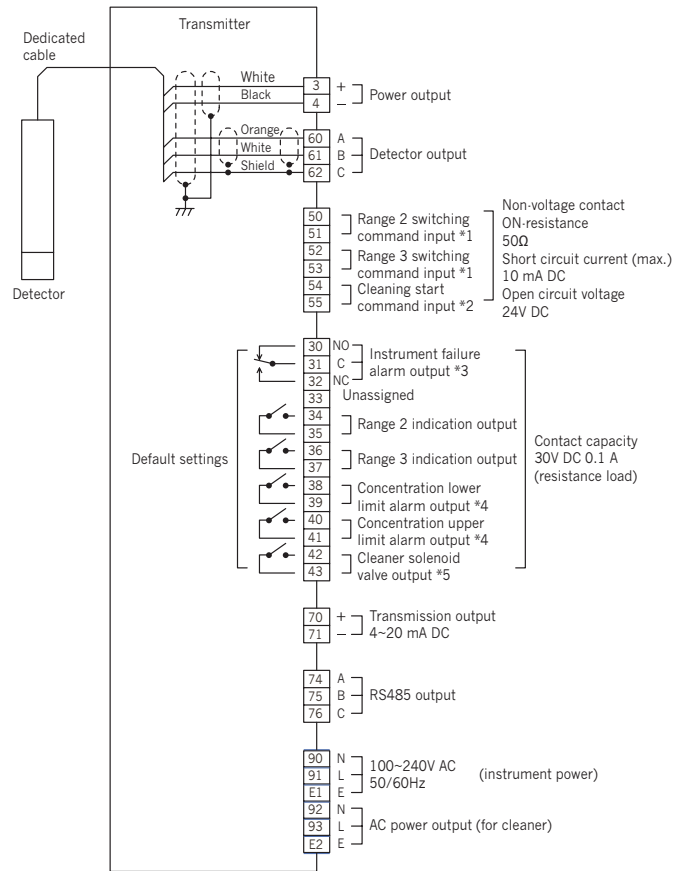 Transmitter
Dedicated
cable
Detector
White
Black
Orange
White
Shield
3 +
4 −
Power output
60 A
61 B
62 C
Detector output
50
51
Range 2 switching
command input *1
52
53
Range 3 switching
command input *1
54
55
Cleaning start
command input *2
Non-voltage contact
ON-resistance
50Ω
Short circuit current (max.)
10 mA DC
Open circuit voltage
24V DC
Default settings
30 NO
31 C
32 NC
Instrument failure
alarm output *3
33 Unassigned
34
35
Range 2 indication output
36
37
Range 3 indication output
38
39
Concentration lower
limit alarm output *4
40
41
Concentration upper
limit alarm output *4
42
43
Cleaner solenoid
valve output *5
Contact capacity
30V DC 0.1 A
(resistance load)
70 +
71 −
Transmission output
4~20 mA DC
74 A
75 B
76 C
RS485 output
90 N
91 L
E1 E
100~240V AC
50/60Hz
(instrument power)
92 N
93 L
E2 E
AC power output (for cleaner)